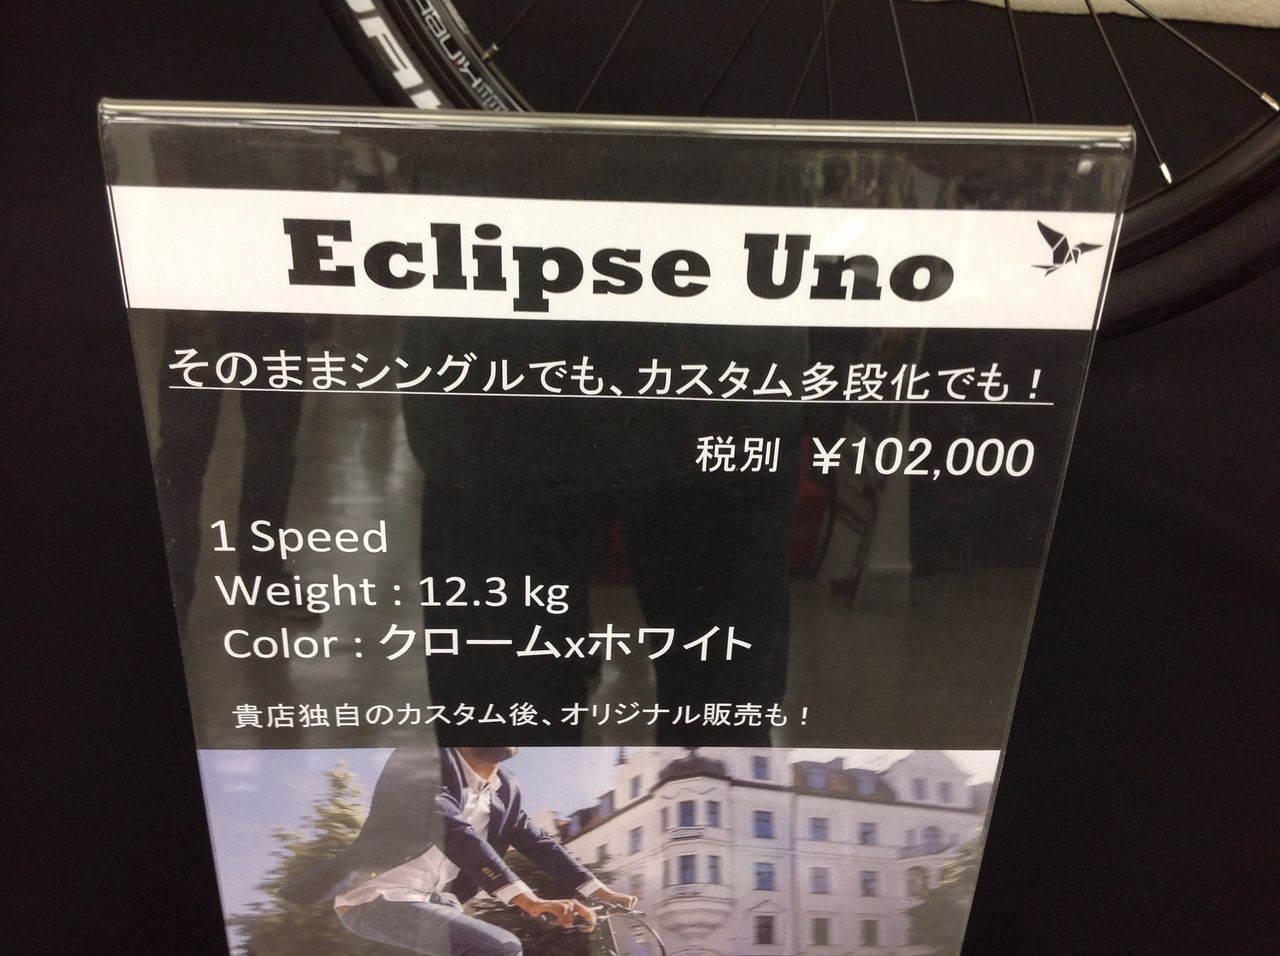 Eclipse Uno
そのままシングルでも、カスタム多段化でも！
税別 ¥102,000
1 Speed
Weight : 12.3 kg
Color : クロームxホワイト
貴店独自のカスタム後、オリジナル販売も！